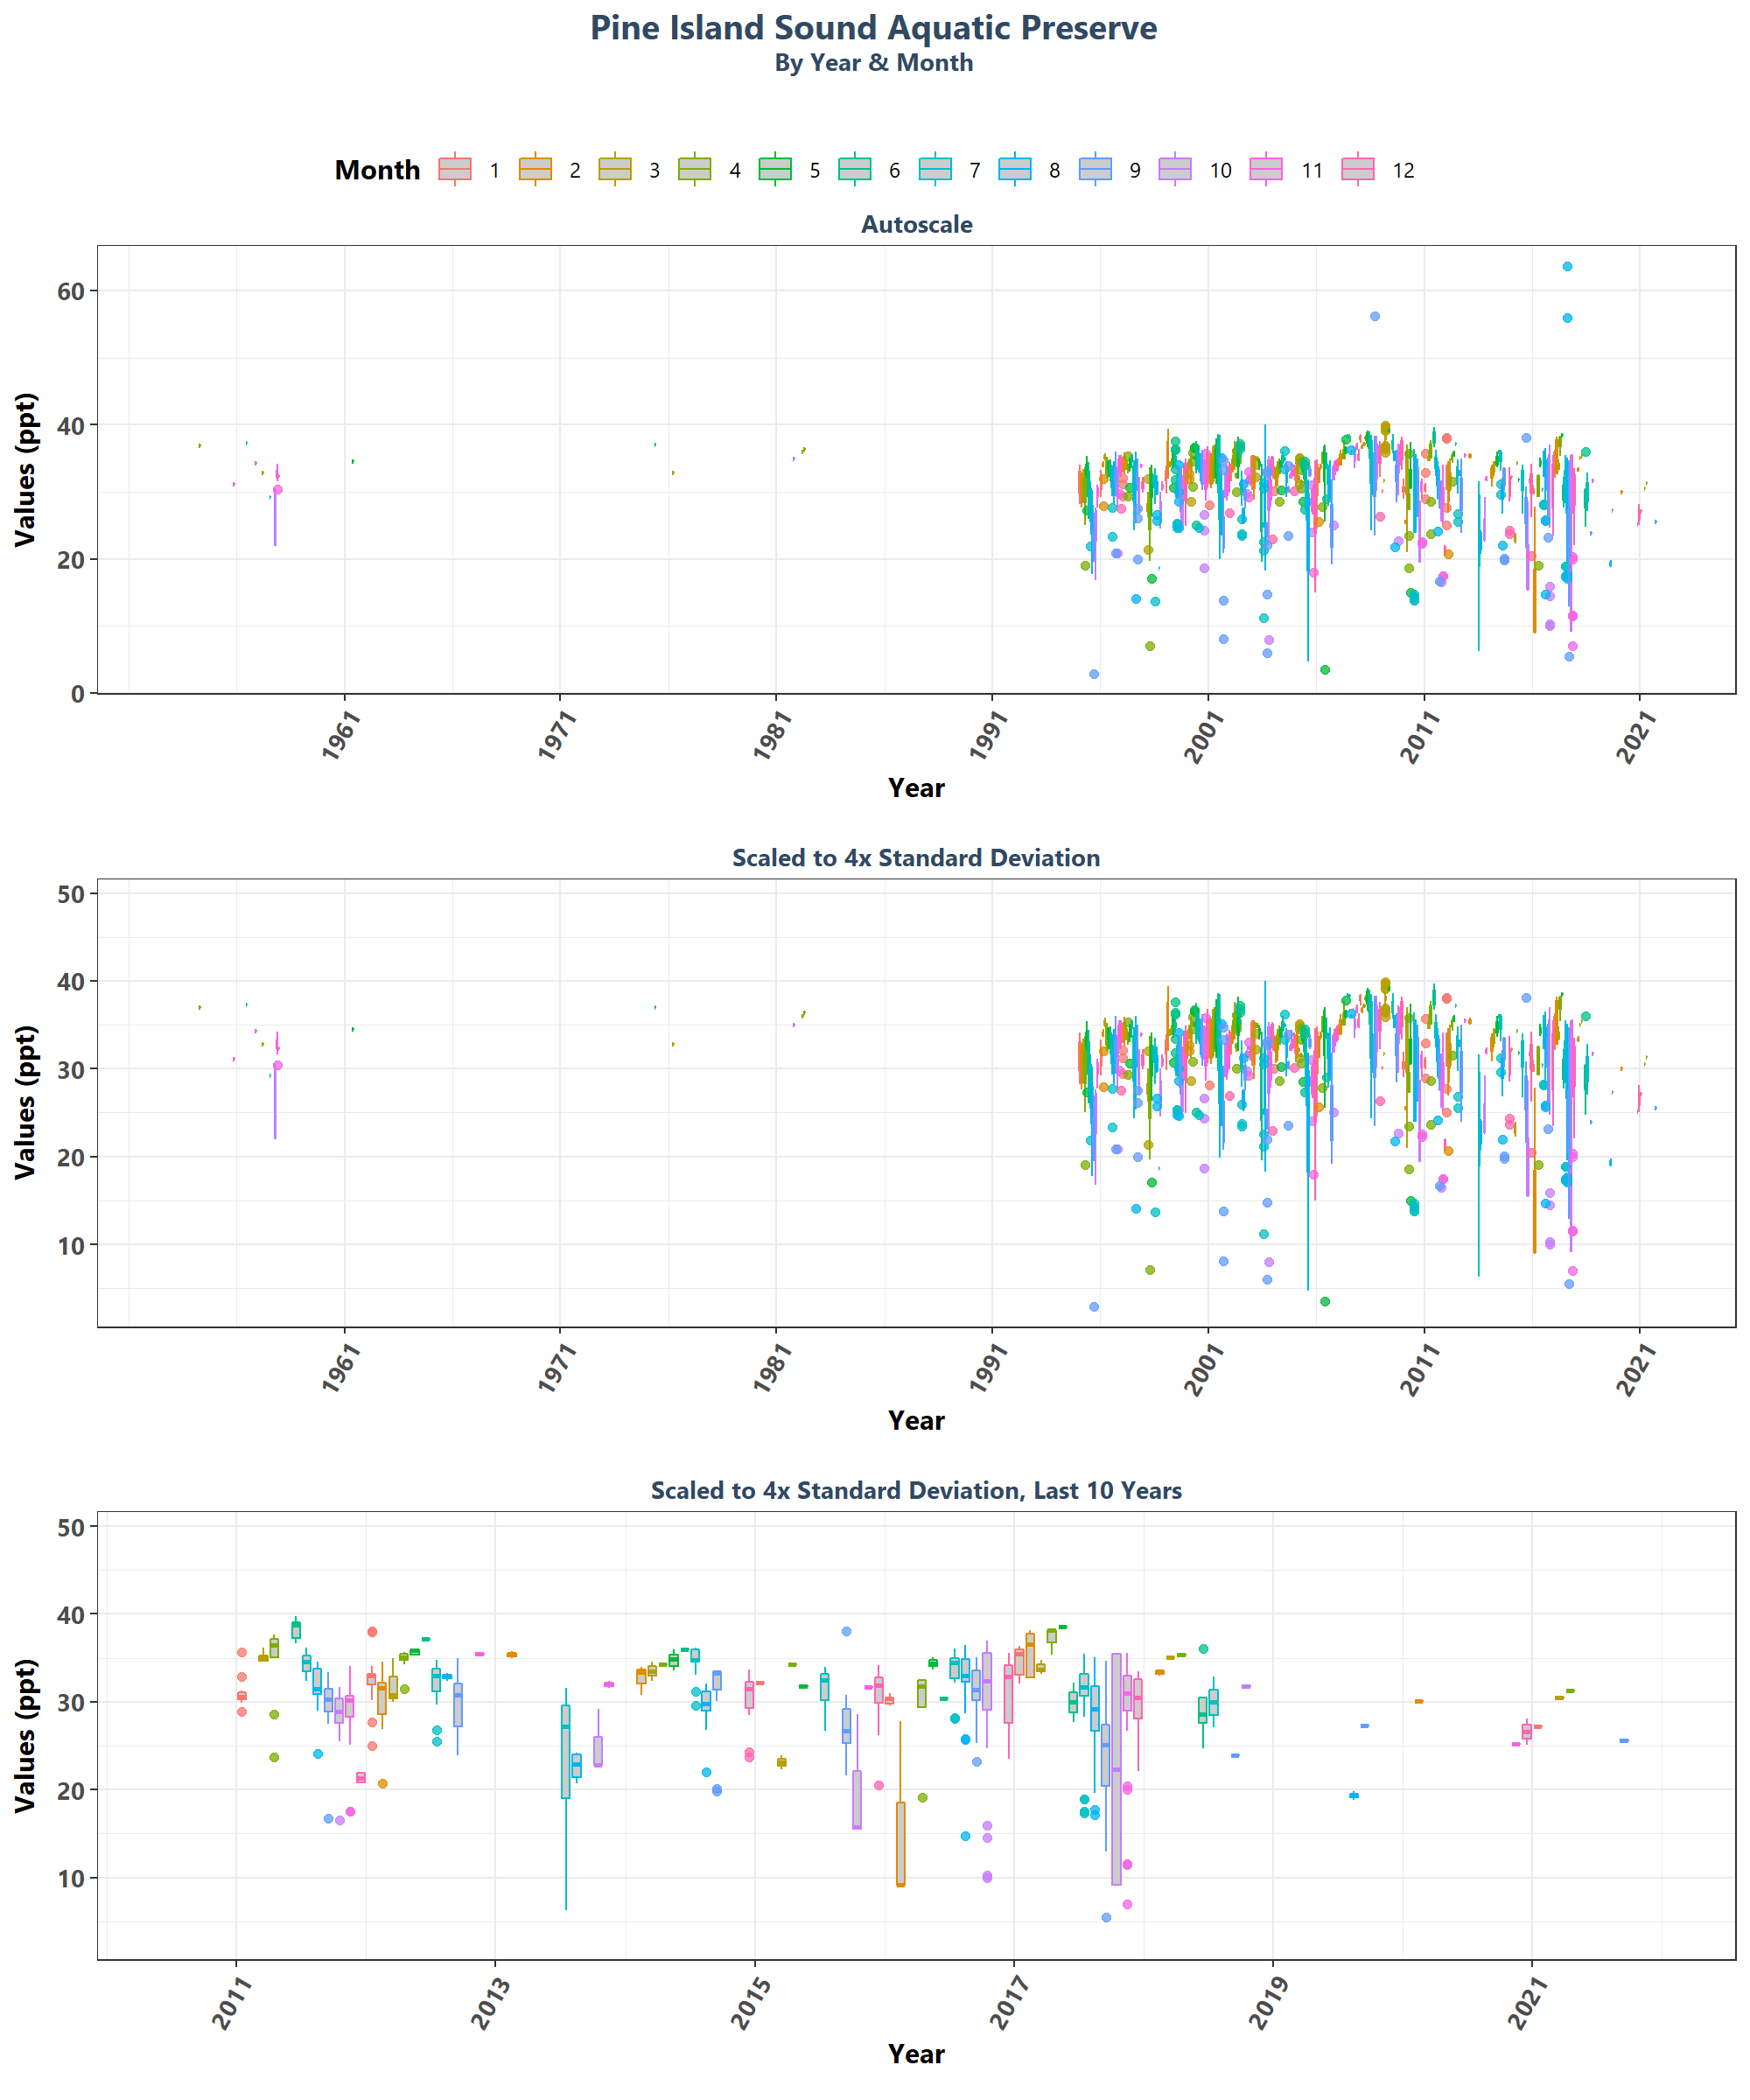 Pine Island Sound Aquatic Preserve
By Year & Month
Month 1 2 3 4 5 6 7 8 9 10 11 12
Autoscale
Values (ppt)
60
40
20
0
1961 1971 1981 1991 2001 2011 2021
Year
Scaled to 4x Standard Deviation
Values (ppt)
50
40
30
20
10
1961 1971 1981 1991 2001 2011 2021
Year
Scaled to 4x Standard Deviation, Last 10 Years
Values (ppt)
50
40
30
20
10
2011 2013 2015 2017 2019 2021
Year